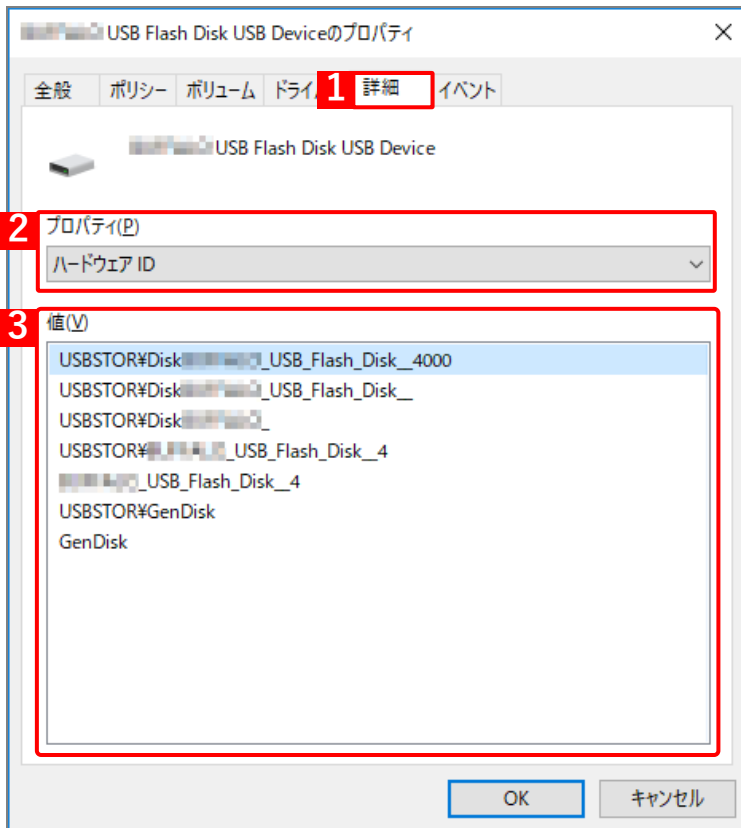 USB Flash Disk USB Deviceのプロパティ
全般 ポリシー ボリューム ドライ 1 詳細 イベント
USB Flash Disk USB Device
2 プロパティ(P)
ハードウェア ID
3 値(V)
USBSTOR¥Disk _USB_Flash_Disk__4000
USBSTOR¥Disk _USB_Flash_Disk__
USBSTOR¥Disk _
USBSTOR¥ _USB_Flash_Disk__4
_USB_Flash_Disk__4
USBSTOR¥GenDisk
GenDisk
OK キャンセル